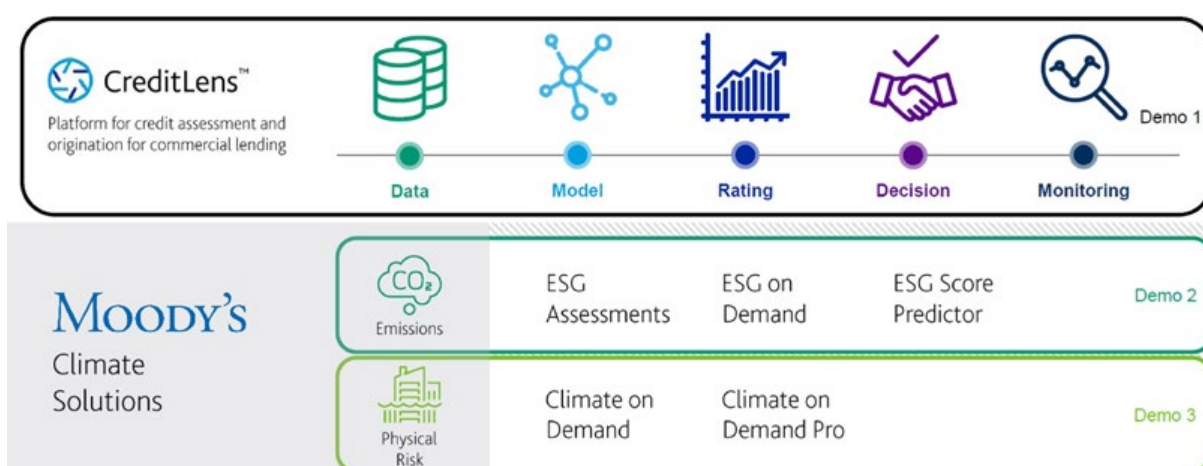 CreditLens™
Platform for credit assessment and
origination for commercial lending
Demo 1
Data
Model
Rating
Decision
Monitoring
MOODY'S
Climate
Solutions
CO₂
Emissions
ESG
Assessments
ESG on
Demand
ESG Score
Predictor
Demo 2
Physical
Risk
Climate on
Demand
Climate on
Demand Pro
Demo 3